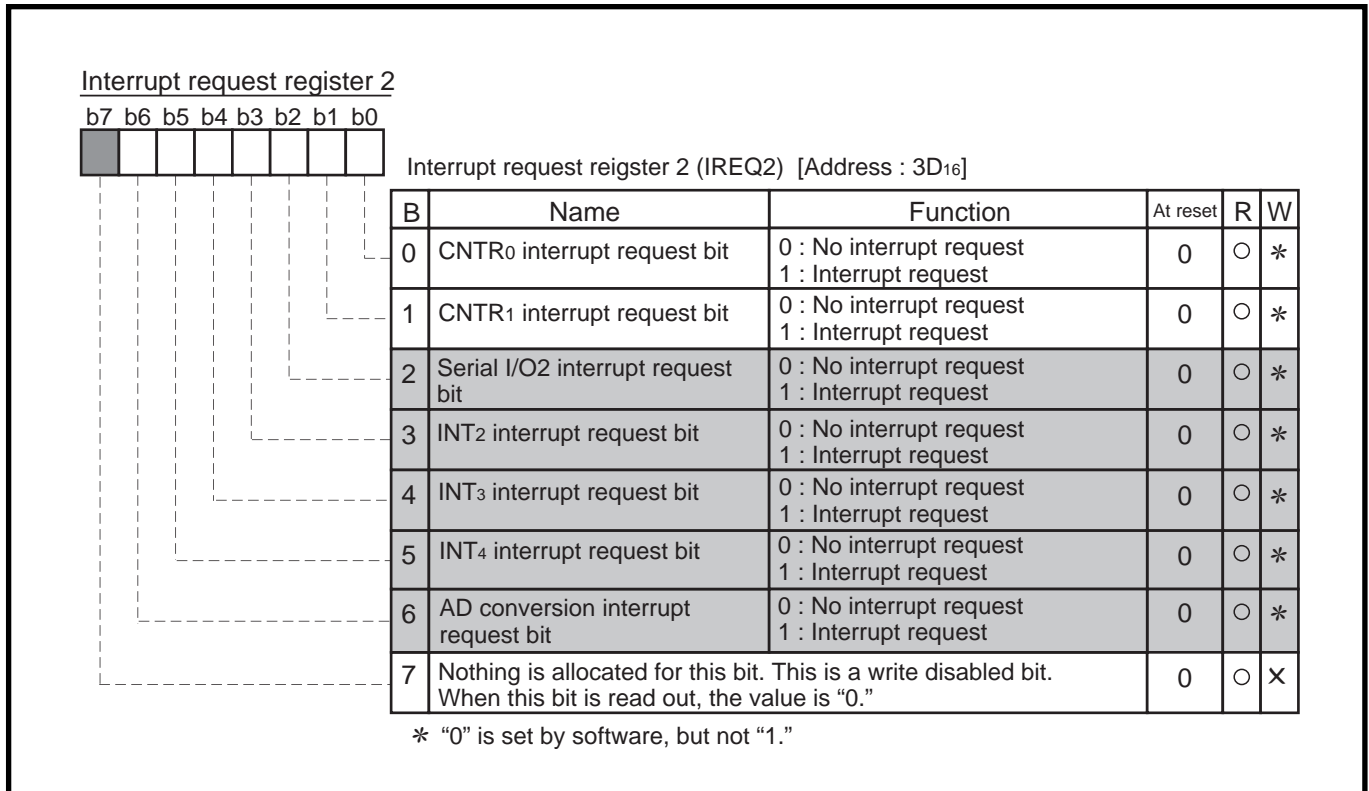 Interrupt request register 2
b7 b6 b5 b4 b3 b2 b1 b0
Interrupt request reigster 2 (IREQ2) [Address : 3D16]
B Name Function At reset R W
0 CNTR0 interrupt request bit 0 : No interrupt request 0 ○ *
1 : Interrupt request
1 CNTR1 interrupt request bit 0 : No interrupt request 0 ○ *
1 : Interrupt request
2 Serial I/O2 interrupt request 0 : No interrupt request 0 ○ *
bit 1 : Interrupt request
3 INT2 interrupt request bit 0 : No interrupt request 0 ○ *
1 : Interrupt request
4 INT3 interrupt request bit 0 : No interrupt request 0 ○ *
1 : Interrupt request
5 INT4 interrupt request bit 0 : No interrupt request 0 ○ *
1 : Interrupt request
6 AD conversion interrupt 0 : No interrupt request 0 ○ *
request bit 1 : Interrupt request
7 Nothing is allocated for this bit. This is a write disabled bit. 0 ○ ×
When this bit is read out, the value is “0.”
* “0” is set by software, but not “1.”